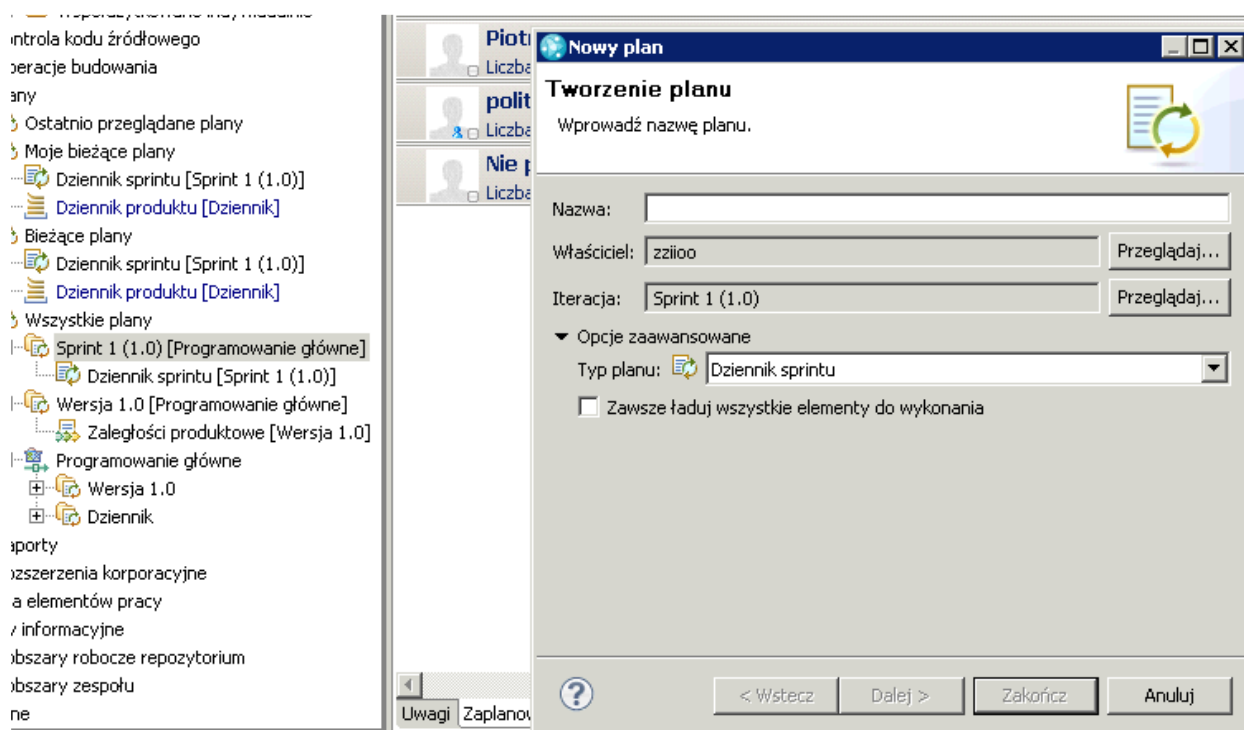 ontrola kodu źródłowego
peracje budowania
any
Ostatnio przeglądane plany
Moje bieżące plany
Dziennik sprintu [Sprint 1 (1.0)]
Dziennik produktu [Dziennik]
Bieżące plany
Dziennik sprintu [Sprint 1 (1.0)]
Dziennik produktu [Dziennik]
Wszystkie plany
Sprint 1 (1.0) [Programowanie główne]
Dziennik sprintu [Sprint 1 (1.0)]
Wersja 1.0 [Programowanie główne]
Zaległości produktowe [Wersja 1.0]
Programowanie główne
Wersja 1.0
Dziennik
aporty
ozszerzenia korporacyjne
a elementów pracy
y informacyjne
obszary robocze repozytorium
obszary zespołu
ne
Piotr
Liczba
polit
Liczba
Nie p
Liczba
Uwagi Zaplanow
Nowy plan
Tworzenie planu
Wprowadź nazwę planu.
Nazwa:
Właściciel: zziioo Przeglądaj...
Iteracja: Sprint 1 (1.0) Przeglądaj...
Opcje zaawansowane
Typ planu: Dziennik sprintu
Zawsze ładuj wszystkie elementy do wykonania
? < Wstecz Dalej > Zakończ Anuluj